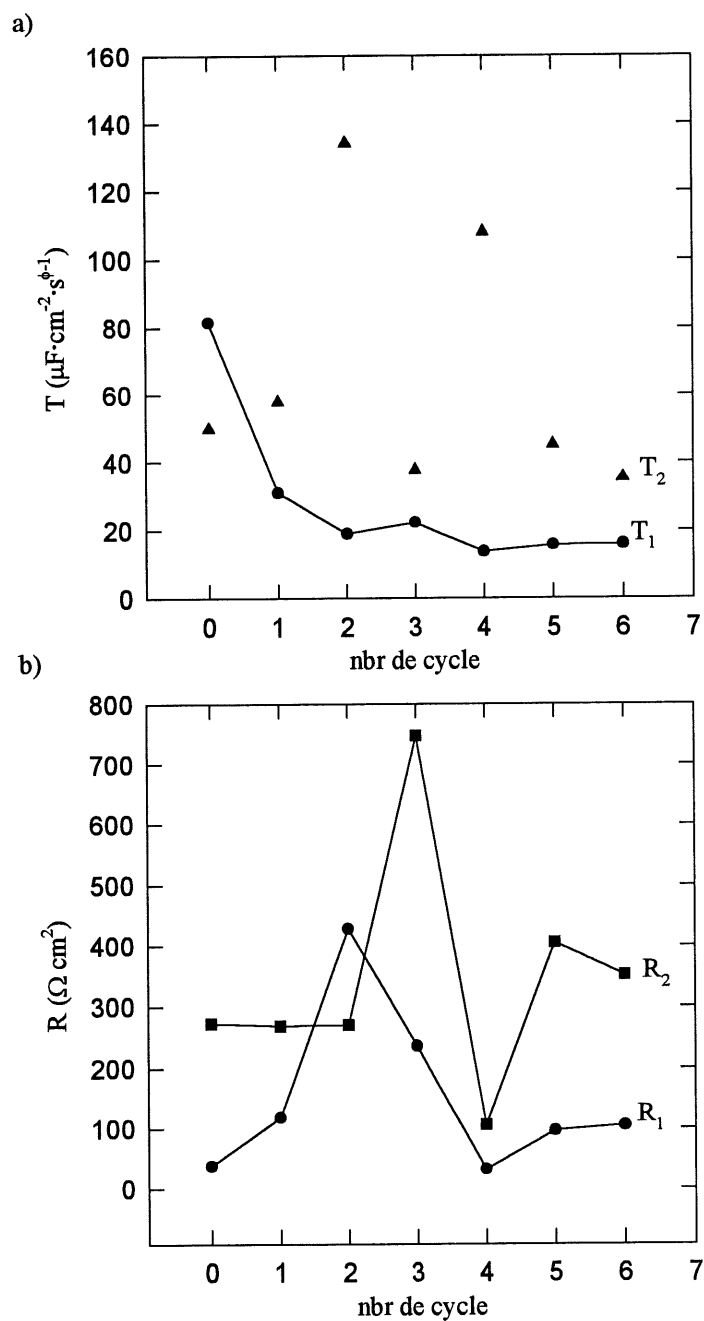 a)
160
140
120
100
80
60
40
20
0
T (µF·cm⁻²·s^ϕ-1)
T₂
T₁
0 1 2 3 4 5 6 7
nbr de cycle
b)
800
700
600
500
400
300
200
100
0
R (Ω cm²)
R₂
R₁
0 1 2 3 4 5 6 7
nbr de cycle